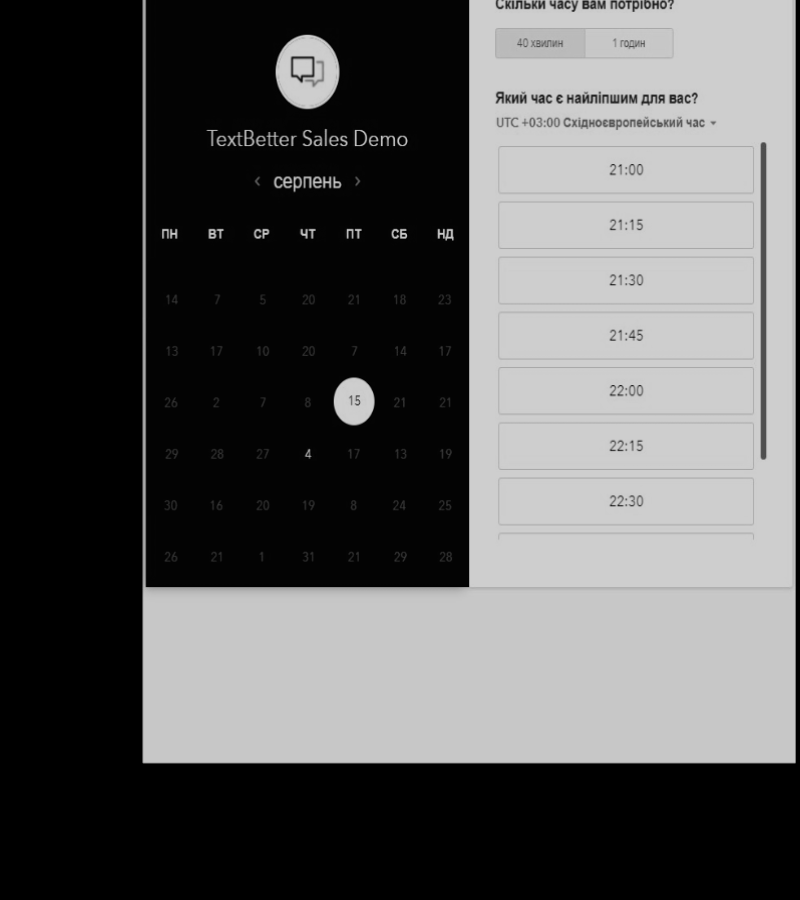 TextBetter Sales Demo
‹ серпень ›
ПН ВТ СР ЧТ ПТ СБ НД
14 7 5 20 21 18 23
13 17 10 20 7 14 17
26 2 7 8 15 21 21
29 28 27 4 17 13 19
30 16 20 19 8 24 25
26 21 1 31 21 29 28
Скільки часу вам потрібно?
40 хвилин 1 годин
Який час є найліпшим для вас?
UTC +03:00 Східноєвропейський час
21:00
21:15
21:30
21:45
22:00
22:15
22:30